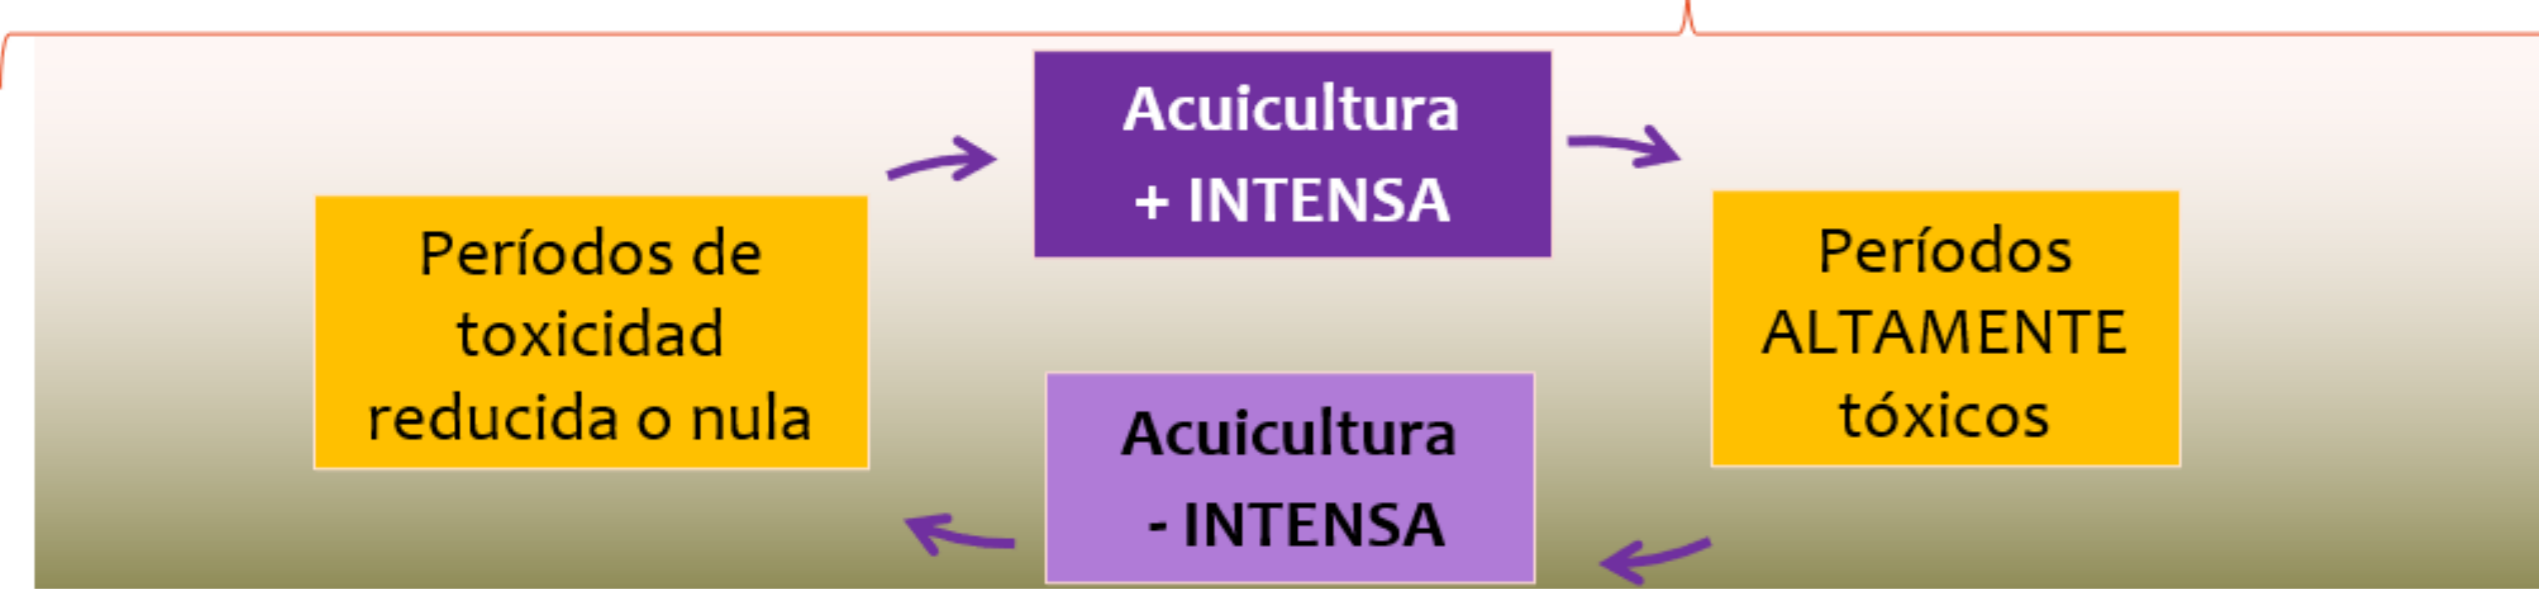 Acuicultura
+ INTENSA
Períodos de
toxicidad
reducida o nula
Períodos
ALTAMENTE
tóxicos
Acuicultura
- INTENSA